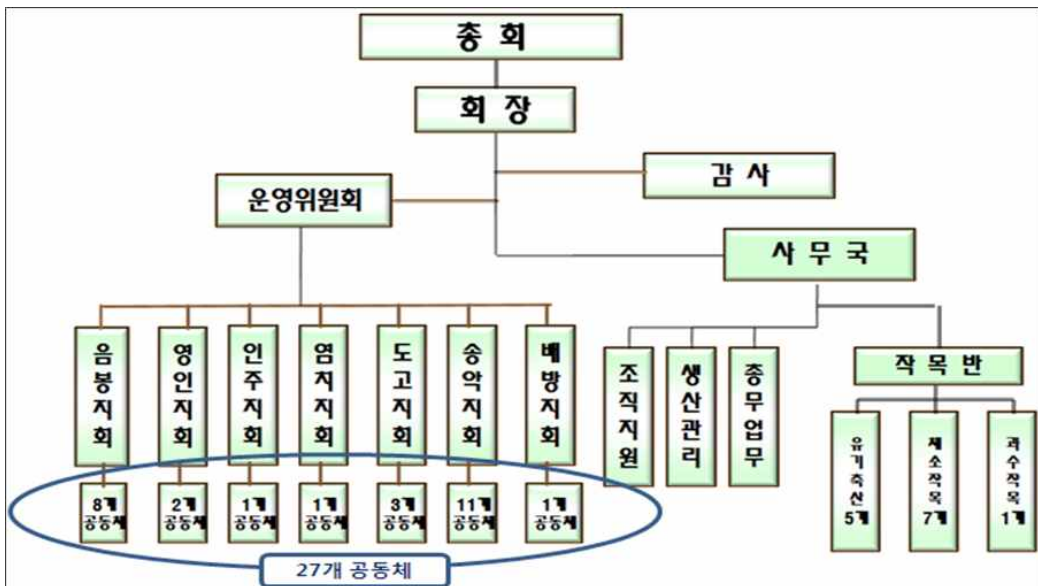 총 회
회 장
감 사
운영위원회
사 무 국
음봉지회
영인지회
인주지회
염치지회
도고지회
송악지회
배방지회
조직지원
생산관리
총무업무
작 목 반
유기축산
5개
채소작목
7개
과수작목
1개
8개
공동체
2개
공동체
1개
공동체
1개
공동체
3개
공동체
11개
공동체
1개
공동체
27개 공동체